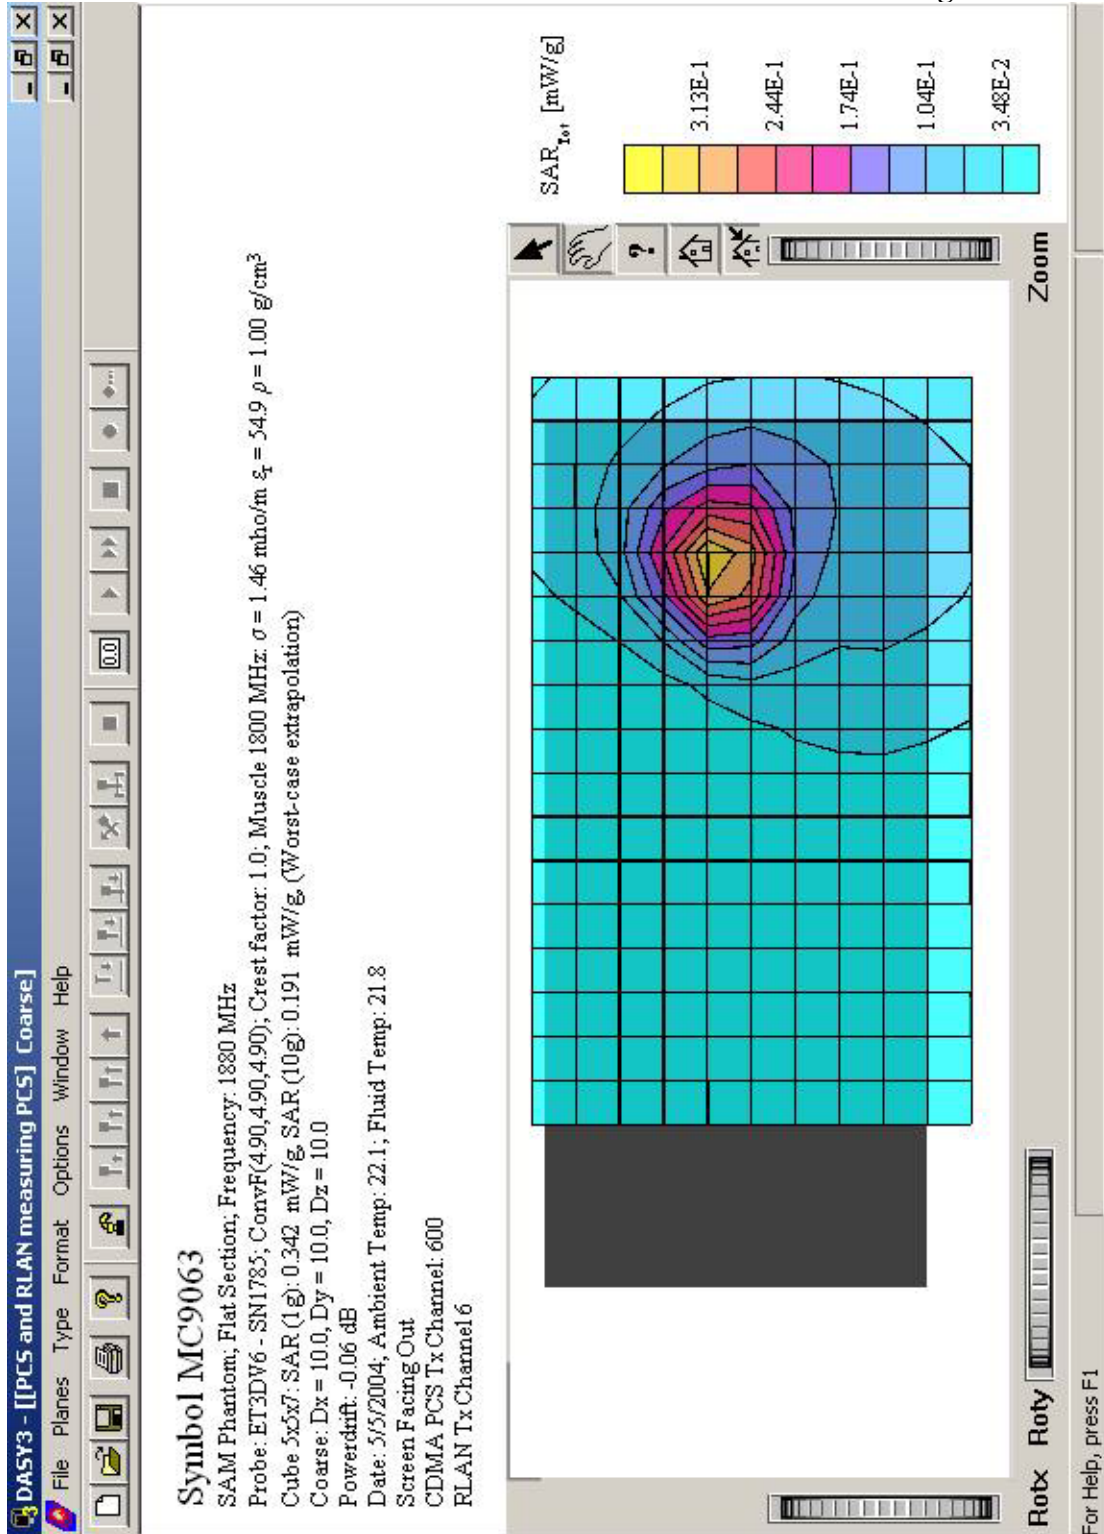 DASY3 - [[PCS and RLAN measuring PCS] Coarse]
File Planes Type Format Options Window Help
0.0
Symbol MC9063
SAM Phantom; Flat Section; Frequency: 1880 MHz
Probe: ET3DV6 - SN1785; ConvF(4.90,4.90,4.90); Crest factor: 1.0; Muscle 1800 MHz: σ = 1.46 mho/m εr = 54.9 ρ = 1.00 g/cm³
Cube 5x5x7: SAR (1g): 0.342 mW/g, SAR (10g): 0.191 mW/g, (Worst-case extrapolation)
Coarse: Dx = 10.0, Dy = 10.0, Dz = 10.0
Powerdrift: -0.06 dB
Date: 5/5/2004; Ambient Temp: 22.1; Fluid Temp: 21.8
Screen Facing Out
CDMA PCS Tx Channel: 600
RLAN Tx Channel 6
SARTot [mW/g]
3.13E-1
2.44E-1
1.74E-1
1.04E-1
3.48E-2
Rotx Roty Zoom
For Help, press F1